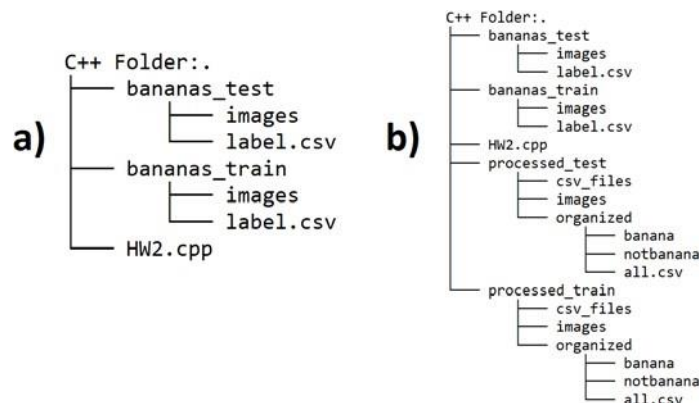 a)
C++ Folder:.
bananas_test
images
label.csv
bananas_train
images
label.csv
HW2.cpp
b)
C++ Folder:.
bananas_test
images
label.csv
bananas_train
images
label.csv
HW2.cpp
processed_test
csv_files
images
organized
banana
notbanana
all.csv
processed_train
csv_files
images
organized
banana
notbanana
all.csv